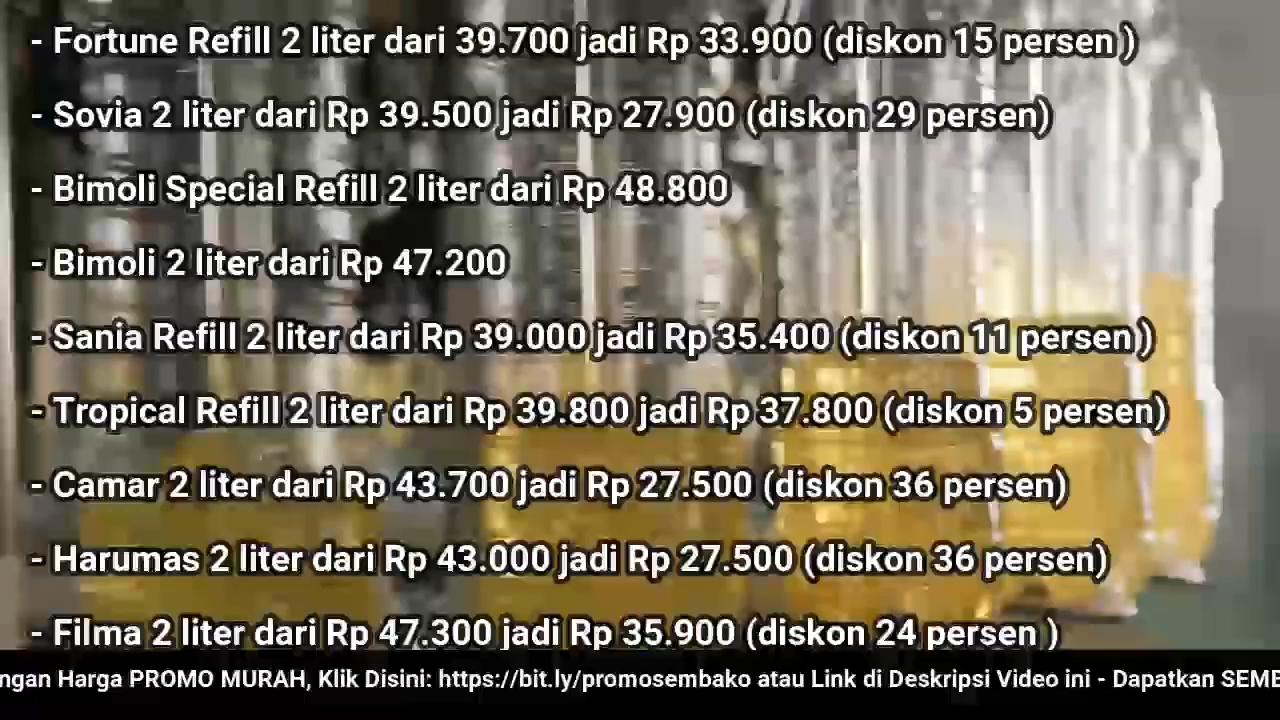 - Fortune Refill 2 liter dari 39.700 jadi Rp 33.900 (diskon 15 persen )
- Sovia 2 liter dari Rp 39.500 jadi Rp 27.900 (diskon 29 persen)
- Bimoli Special Refill 2 liter dari Rp 48.800
- Bimoli 2 liter dari Rp 47.200
- Sania Refill 2 liter dari Rp 39.000 jadi Rp 35.400 (diskon 11 persen )
- Tropical Refill 2 liter dari Rp 39.800 jadi Rp 37.800 (diskon 5 persen)
- Camar 2 liter dari Rp 43.700 jadi Rp 27.500 (diskon 36 persen)
- Harumas 2 liter dari Rp 43.000 jadi Rp 27.500 (diskon 36 persen)
- Filma 2 liter dari Rp 47.300 jadi Rp 35.900 (diskon 24 persen )
ngan Harga PROMO MURAH, Klik Disini: https://bit.ly/promosembako atau Link di Deskripsi Video ini - Dapatkan SEMB